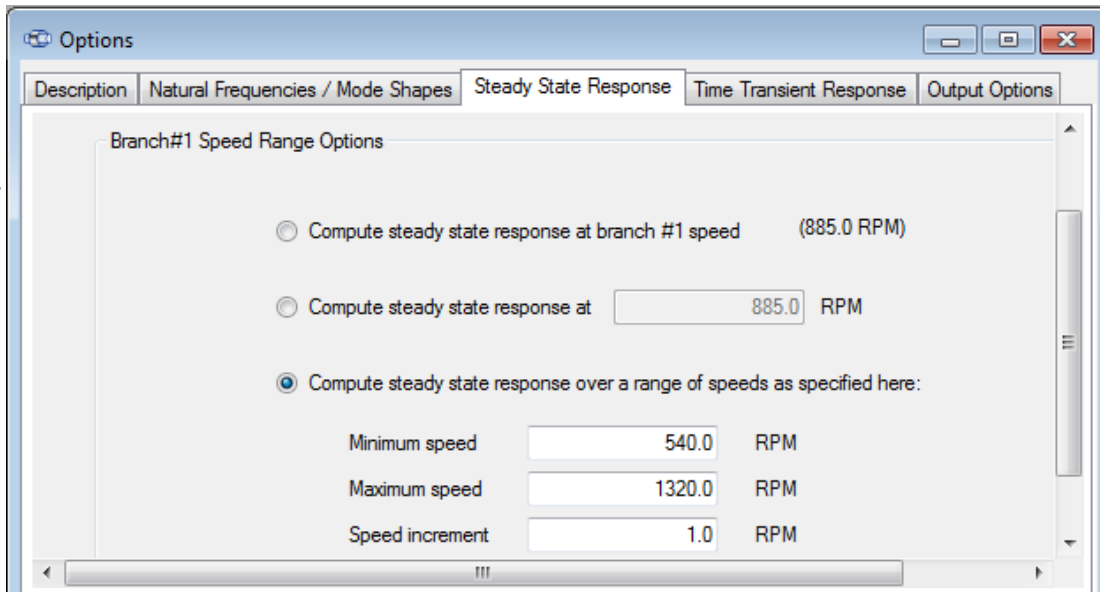 Options
Description Natural Frequencies / Mode Shapes Steady State Response Time Transient Response Output Options
Branch#1 Speed Range Options
Compute steady state response at branch #1 speed (885.0 RPM)
Compute steady state response at 885.0 RPM
Compute steady state response over a range of speeds as specified here:
Minimum speed 540.0 RPM
Maximum speed 1320.0 RPM
Speed increment 1.0 RPM